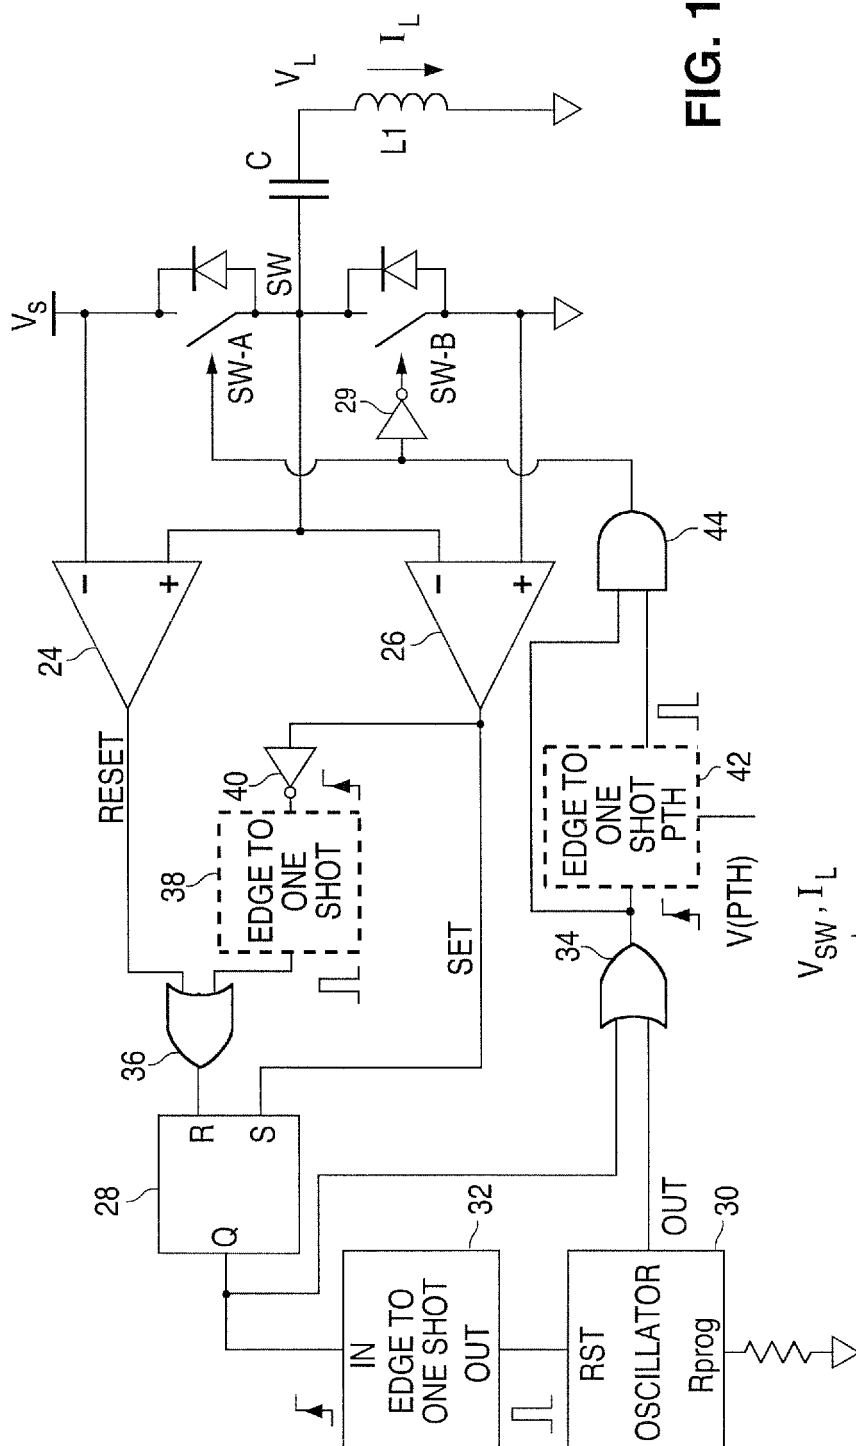 FIG. 1
V_S
V_L
I_L
C
L1
SW
SW-A
SW-B
29
-
+
24
-
+
26
44
RESET
40
38
EDGE TO
ONE
SHOT
EDGE TO
ONE
SHOT
PTH
42
V(PTH)
SET
34
36
R
S
Q
28
IN
EDGE TO
ONE SHOT
OUT
32
RST
OSCILLATOR
Rprog
OUT
30
V_SW, I_L